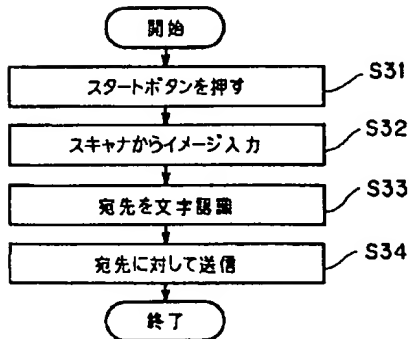 開始
スタートボタンを押す
S31
スキャナからイメージ入力
S32
宛先を文字認識
S33
宛先に対して送信
S34
終了